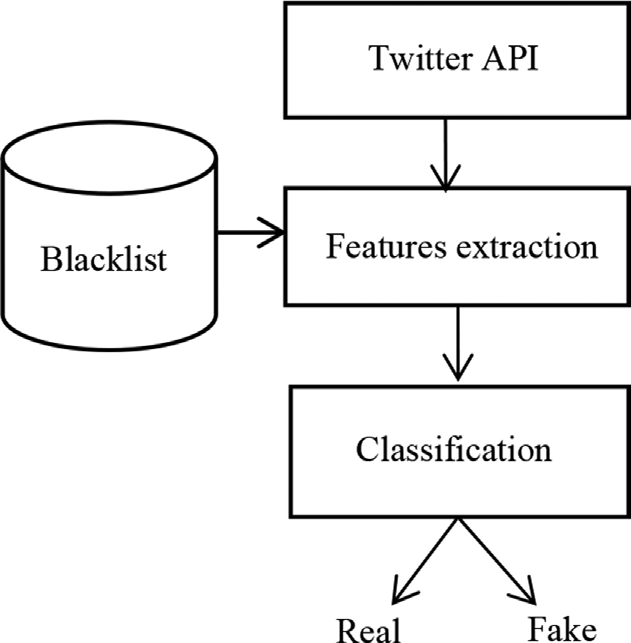 Twitter API
Blacklist
Features extraction
Classification
Real
Fake